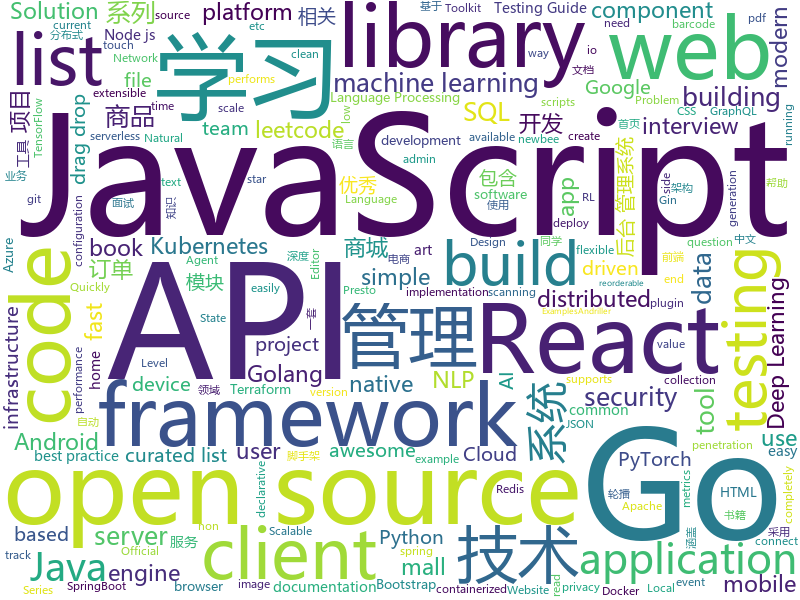 Solution 系列
Node js
source
platform 相关
library
基于 Toolkit
Testing Guide
component
pdf
etc
current
分布式
touch
学习
list
Network
clean
need
barcode
way
io
文档
web
modern
machine learning
Google
building
extensible
file
performs
time
scale
Language Processing
SQL
low
scripts
Problem
CSS
GraphQL
TensorFlow
工具
项目
商品
drag drop
serverless
Natural
team
leetcode
语言
开发
available
development
admin
create
newbee
首页
interview
running
JavaScript
业务
git
text
面试
知识
star
优秀
Language
包含
software
使用
app
后台 管理系统
RL
deploy
side
架构
Gin
generation
帮助
Azure
configuration
book
Kubernetes
商城
电商
art
Design
同学
flexible
question
中文
code
订单
模块
Agent
深度
Editor
simple
build
driven
前端
end
data
testing
Quickly
easily
State
Presto
implementation
scanning
reorderable
plugin
API
管理
React
distributed
ExamplesAndriller
infrastructure
fast
performance
home
project
一套
Golang
value
Deep Learning
Level
device
领域
Terraform
version
native
NLP
AI
supports
collection
security
tool
自动
framework
系统
common
JSON
Android
best practice
curated list
user
awesome
Cloud
PyTorch
penetration
use
easy
completely
脚手架
example
Redis
Apache
轮播
metrics
HTML
书籍
open source
Go
based
server
服务
declarative
Python
non
Scalable
spring
mall
技术
application
涵盖
采用
connect
track
Java
engine
client
Official
documentation
containerized
Series
SpringBoot
browser
image
Bootstrap
Website
read
privacy
Docker
Local
event
mobile